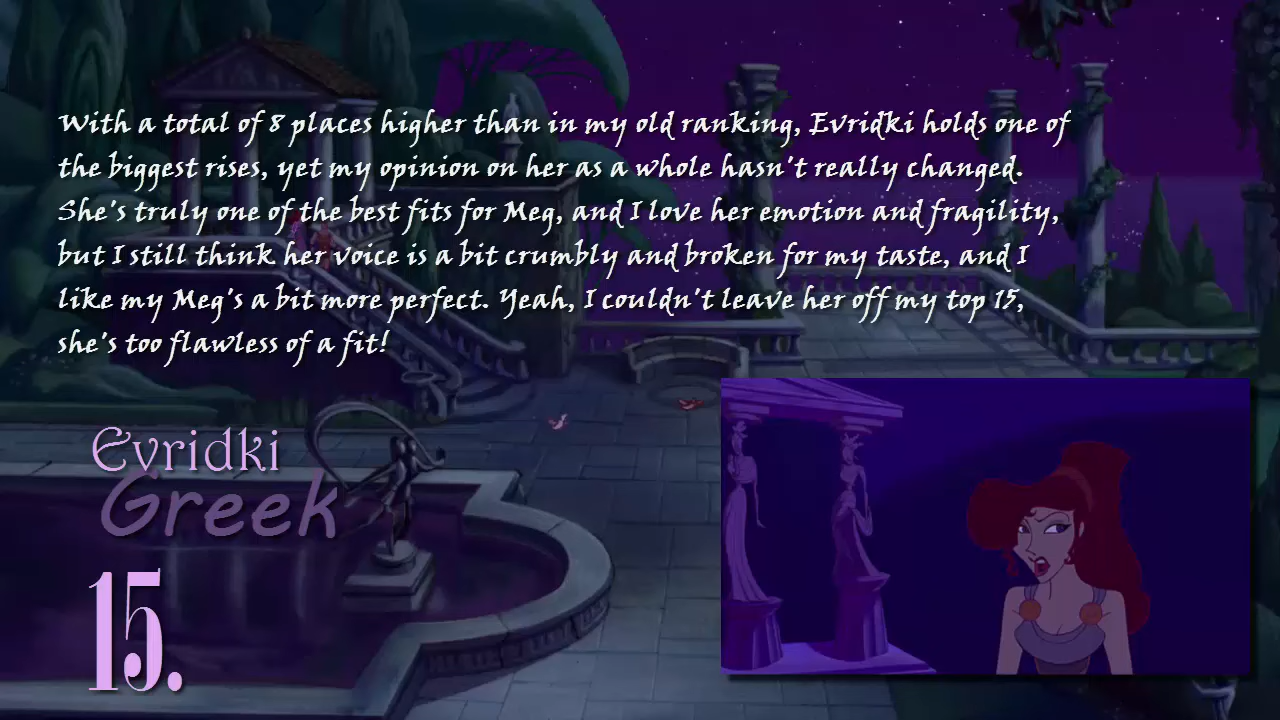 With a total of 8 places higher than in my old ranking, Evridki holds one of
the biggest rises, yet my opinion on her as a whole hasn't really changed.
She's truly one of the best fits for Meg, and I love her emotion and fragility,
but I still think her voice is a bit crumbly and broken for my taste, and I
like my Meg's a bit more perfect. Yeah, I couldn't leave her off my top 15,
she's too flawless of a fit!
Evridki
Greek
15.